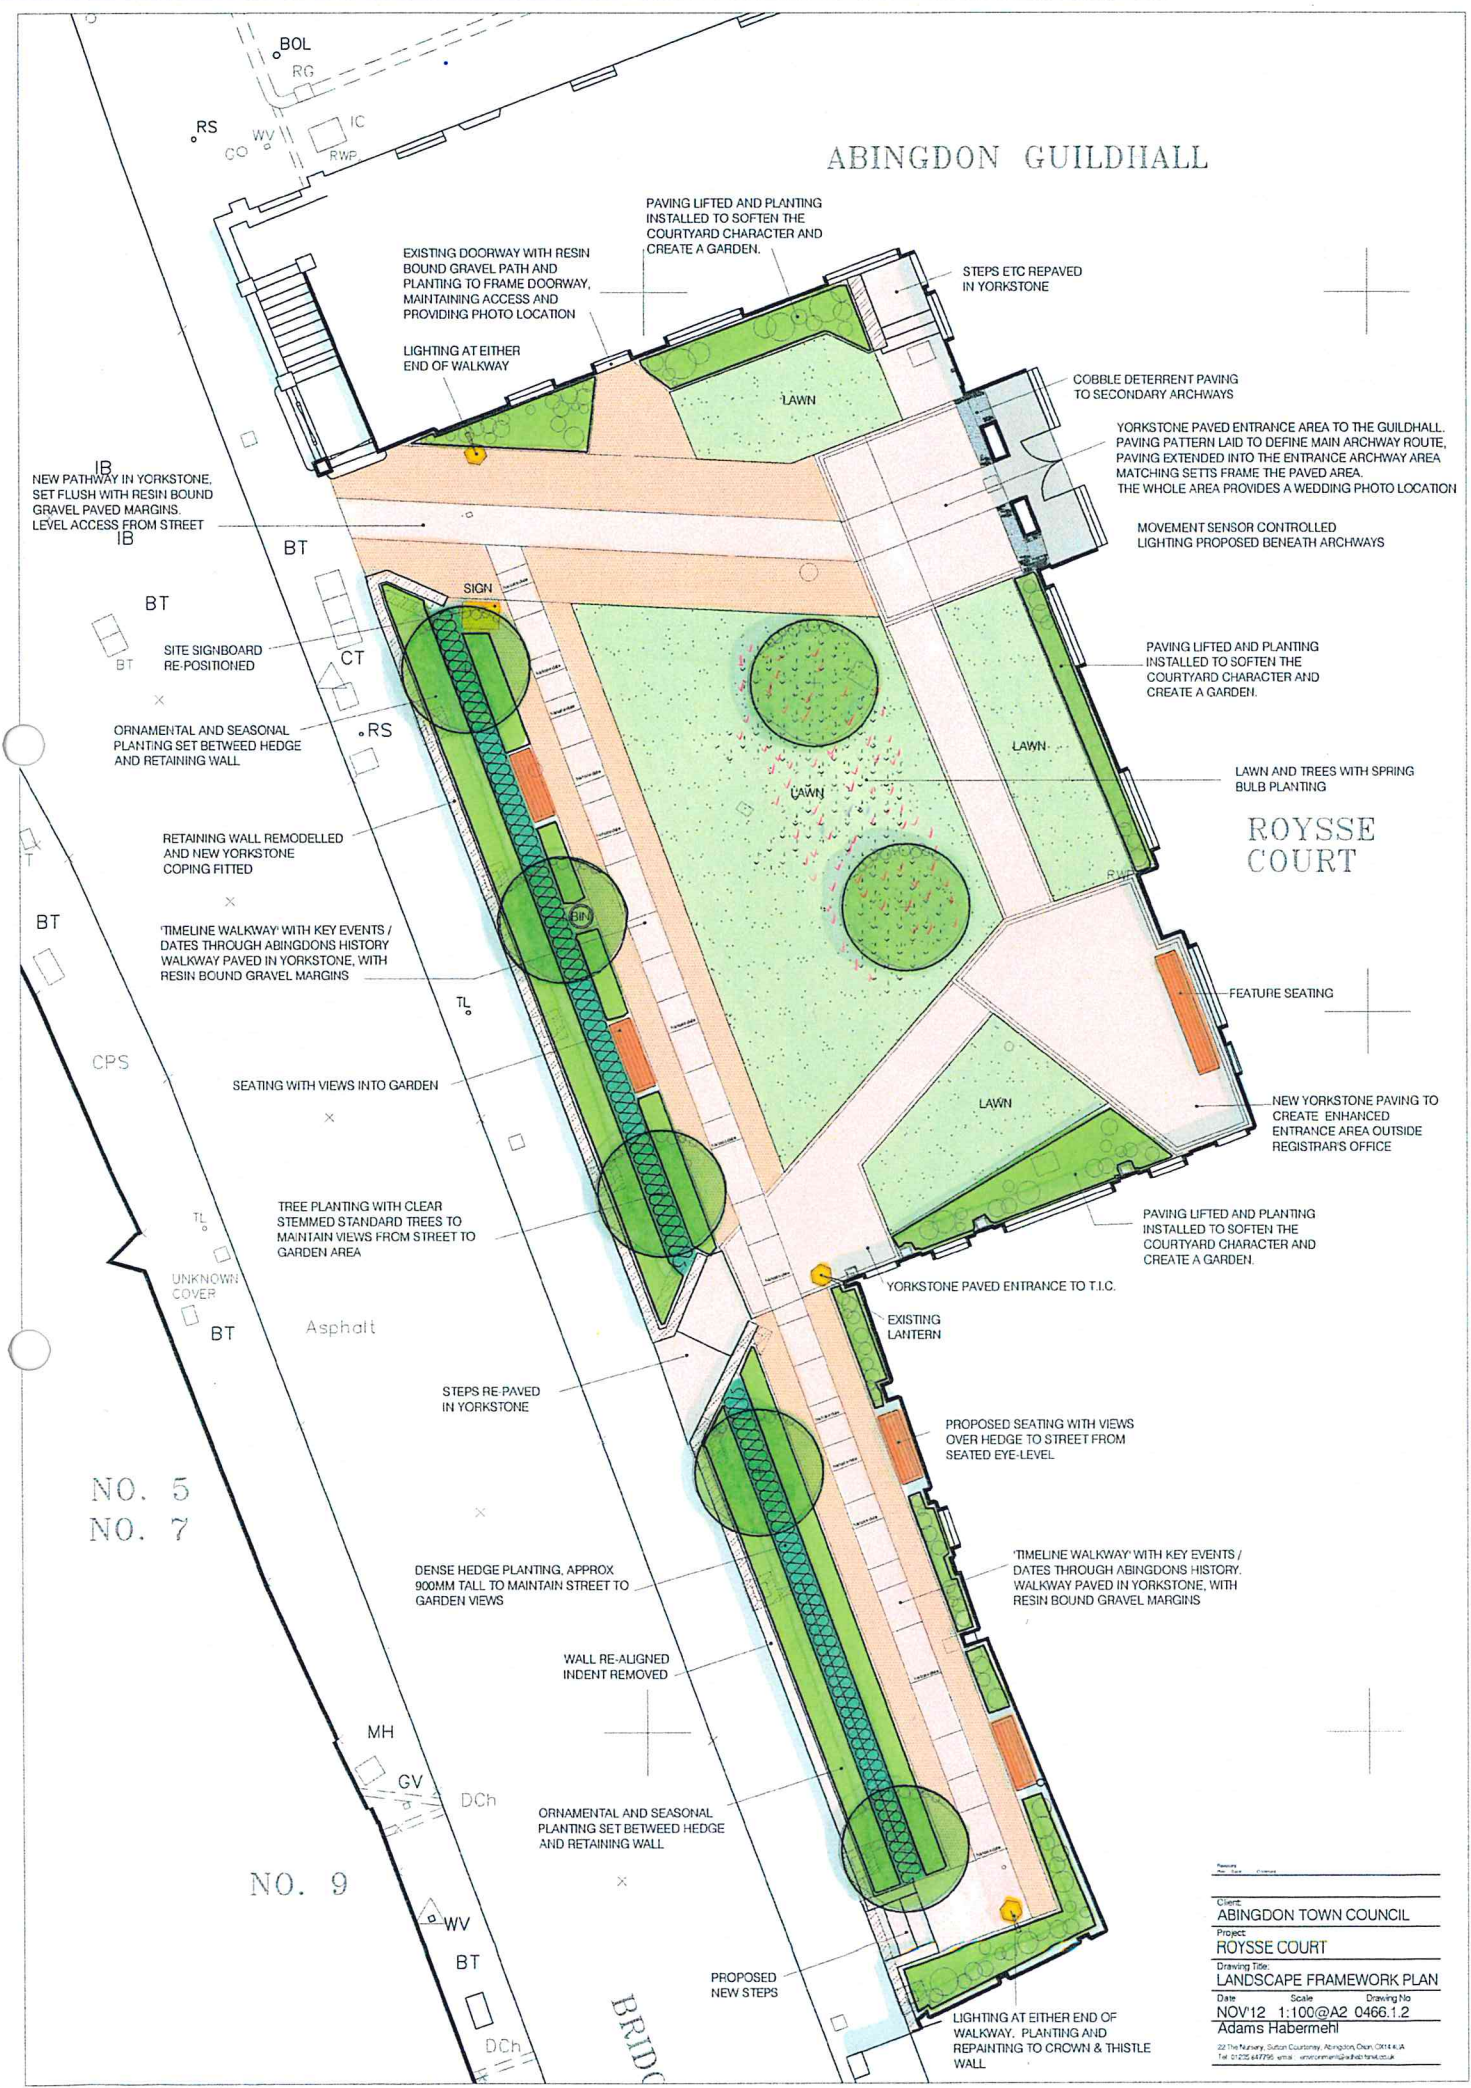 BOL
RG
RS
WV
IC
CO
RWP
ABINGDON GUILDHALL
PAVING LIFTED AND PLANTING
INSTALLED TO SOFTEN THE
COURTYARD CHARACTER AND
CREATE A GARDEN.
EXISTING DOORWAY WITH RESIN
BOUND GRAVEL PATH AND
PLANTING TO FRAME DOORWAY,
MAINTAINING ACCESS AND
PROVIDING PHOTO LOCATION
STEPS ETC REPAVED
IN YORKSTONE
LIGHTING AT EITHER
END OF WALKWAY
COBBLE DETERRENT PAVING
TO SECONDARY ARCHWAYS
LAWN
YORKSTONE PAVED ENTRANCE AREA TO THE GUILDHALL.
PAVING PATTERN LAID TO DEFINE MAIN ARCHWAY ROUTE,
PAVING EXTENDED INTO THE ENTRANCE ARCHWAY AREA
MATCHING SETTS FRAME THE PAVED AREA.
THE WHOLE AREA PROVIDES A WEDDING PHOTO LOCATION
IB
NEW PATHWAY IN YORKSTONE,
SET FLUSH WITH RESIN BOUND
GRAVEL PAVED MARGINS.
LEVEL ACCESS FROM STREET
IB
MOVEMENT SENSOR CONTROLLED
LIGHTING PROPOSED BENEATH ARCHWAYS
BT
SIGN
BT
BT
CT
SITE SIGNBOARD
RE-POSITIONED
PAVING LIFTED AND PLANTING
INSTALLED TO SOFTEN THE
COURTYARD CHARACTER AND
CREATE A GARDEN.
ORNAMENTAL AND SEASONAL
PLANTING SET BETWEED HEDGE
AND RETAINING WALL
RS
LAWN
LAWN
LAWN AND TREES WITH SPRING
BULB PLANTING
ROYSSE
COURT
RETAINING WALL REMODELLED
AND NEW YORKSTONE
COPING FITTED
T
RWP
BT
BIN
'TIMELINE WALKWAY' WITH KEY EVENTS /
DATES THROUGH ABINGDONS HISTORY
WALKWAY PAVED IN YORKSTONE, WITH
RESIN BOUND GRAVEL MARGINS
TL
FEATURE SEATING
CPS
SEATING WITH VIEWS INTO GARDEN
LAWN
NEW YORKSTONE PAVING TO
CREATE ENHANCED
ENTRANCE AREA OUTSIDE
REGISTRAR'S OFFICE
TREE PLANTING WITH CLEAR
STEMMED STANDARD TREES TO
MAINTAIN VIEWS FROM STREET TO
GARDEN AREA
TL
PAVING LIFTED AND PLANTING
INSTALLED TO SOFTEN THE
COURTYARD CHARACTER AND
CREATE A GARDEN.
UNKNOWN
COVER
BT
Asphalt
YORKSTONE PAVED ENTRANCE TO T.I.C.
EXISTING
LANTERN
STEPS RE-PAVED
IN YORKSTONE
PROPOSED SEATING WITH VIEWS
OVER HEDGE TO STREET FROM
SEATED EYE-LEVEL
NO. 5
NO. 7
DENSE HEDGE PLANTING, APPROX
900MM TALL TO MAINTAIN STREET TO
GARDEN VIEWS
'TIMELINE WALKWAY' WITH KEY EVENTS /
DATES THROUGH ABINGDONS HISTORY.
WALKWAY PAVED IN YORKSTONE, WITH
RESIN BOUND GRAVEL MARGINS
WALL RE-ALIGNED
INDENT REMOVED
MH
GV
DCh
ORNAMENTAL AND SEASONAL
PLANTING SET BETWEED HEDGE
AND RETAINING WALL
NO. 9
WV
BT
DCh
PROPOSED
NEW STEPS
BRIDG
LIGHTING AT EITHER END OF
WALKWAY. PLANTING AND
REPAINTING TO CROWN & THISTLE
WALL
Client:
ABINGDON TOWN COUNCIL
Project:
ROYSSE COURT
Drawing Title:
LANDSCAPE FRAMEWORK PLAN
Date Scale Drawing No
NOV'12 1:100@A2 0466.1.2
Adams Habermehl
22 The Nursery, Sutton Courtenay, Abingdon, Oxon, OX14 4UA